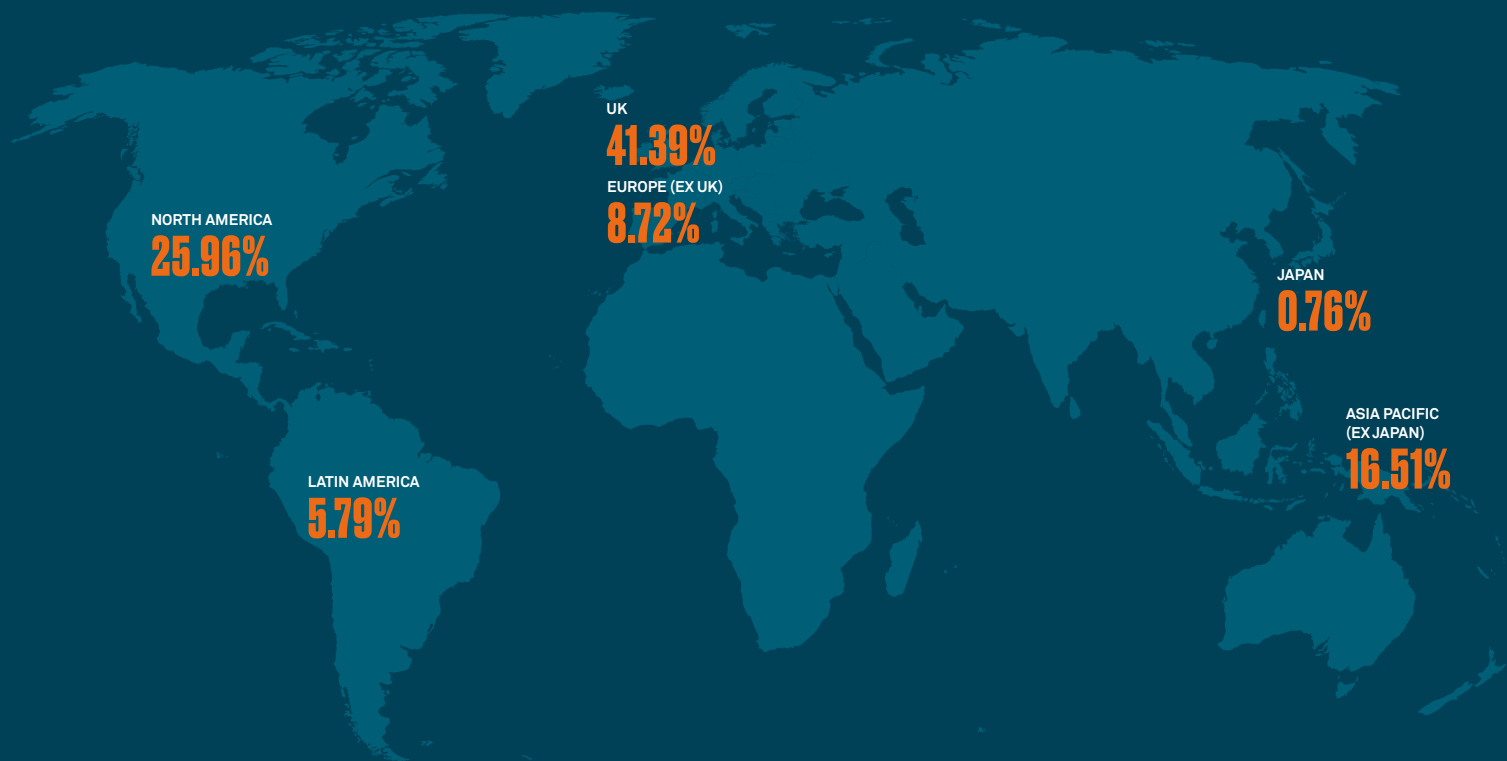 UK
41.39%
EUROPE (EX UK)
8.72%
NORTH AMERICA
25.96%
JAPAN
0.76%
ASIA PACIFIC
(EX JAPAN)
16.51%
LATIN AMERICA
5.79%